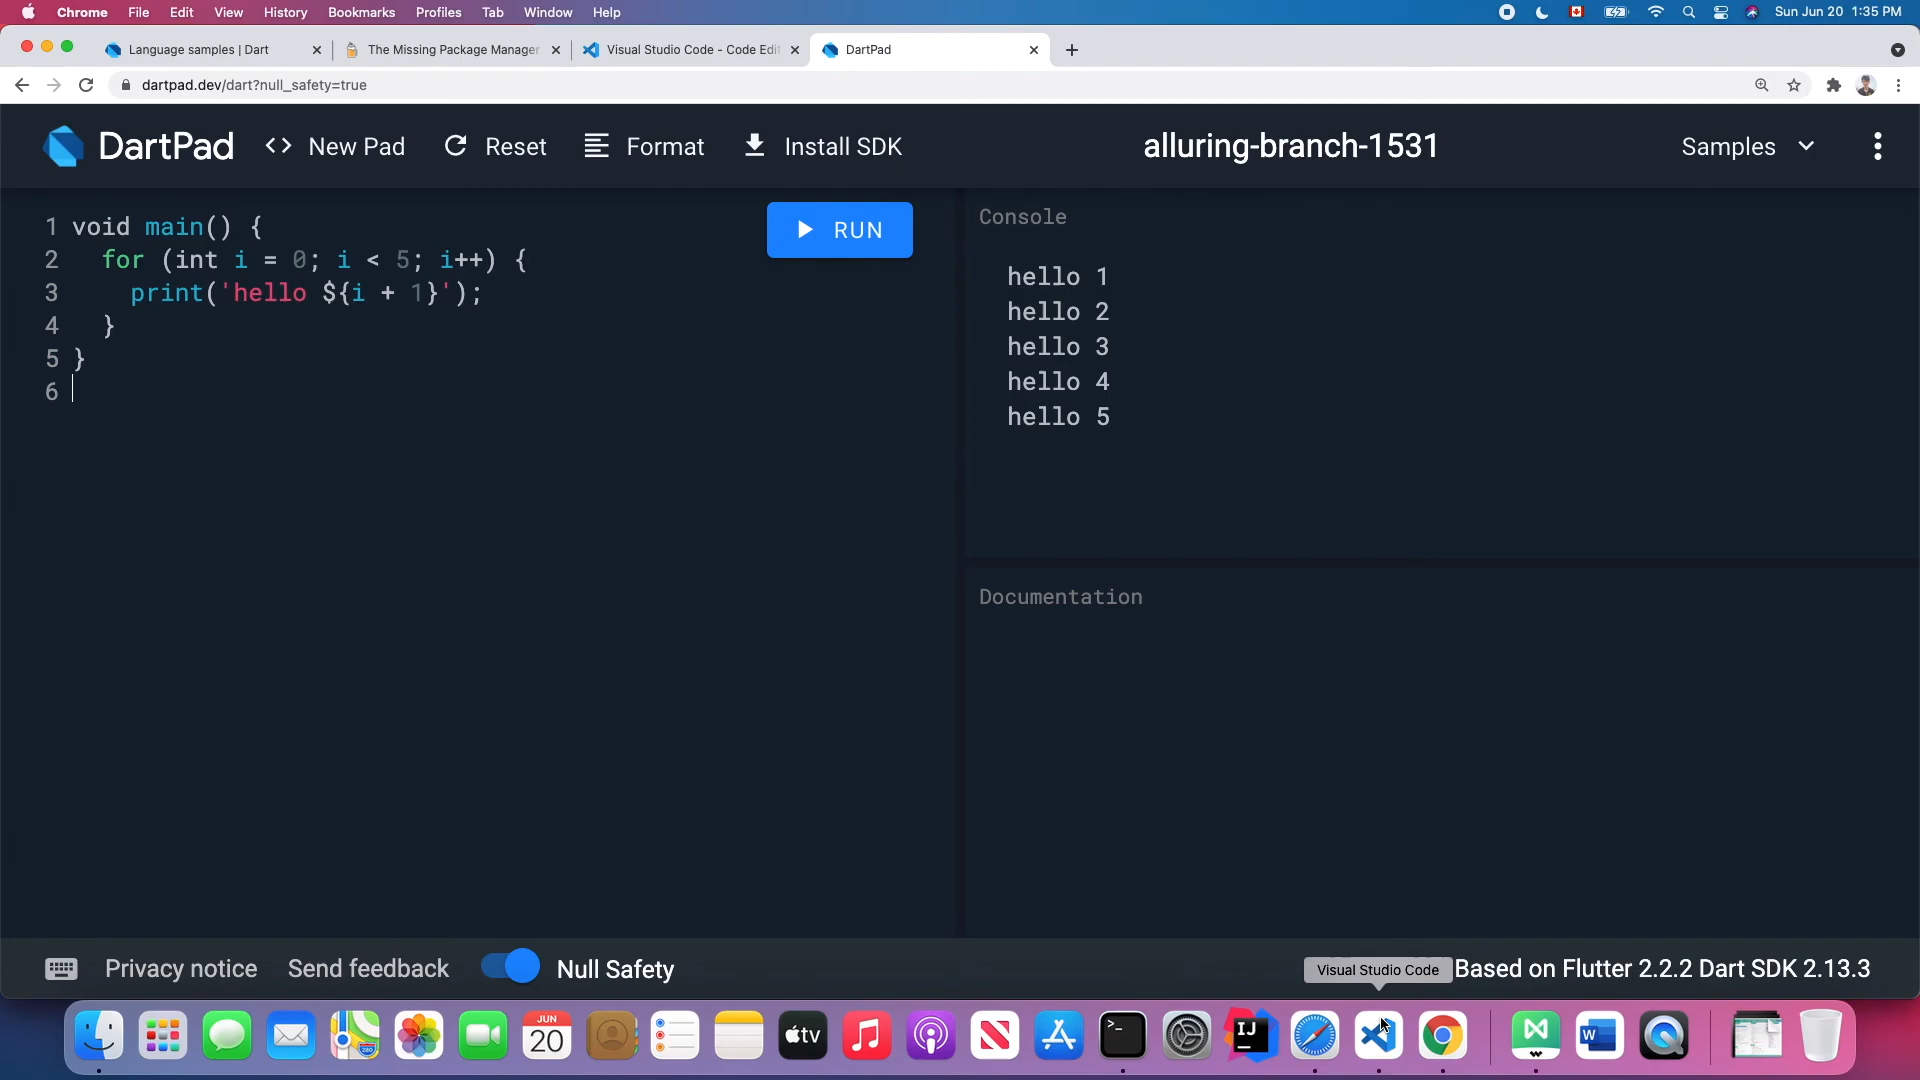 Chrome File Edit View History Bookmarks Profiles Tab Window Help Sun Jun 20 1:35 PM
Language samples | Dart The Missing Package Manager Visual Studio Code - Code Edit DartPad
dartpad.dev/dart?null_safety=true
DartPad <> New Pad Reset Format Install SDK alluring-branch-1531 Samples
1 void main() {
2 for (int i = 0; i < 5; i++) {
3 print('hello ${i + 1}');
4 }
5 }
6
RUN
Console
hello 1
hello 2
hello 3
hello 4
hello 5
Documentation
Privacy notice Send feedback Null Safety Visual Studio Code Based on Flutter 2.2.2 Dart SDK 2.13.3
JUN
20
tv
>_
IJ
W